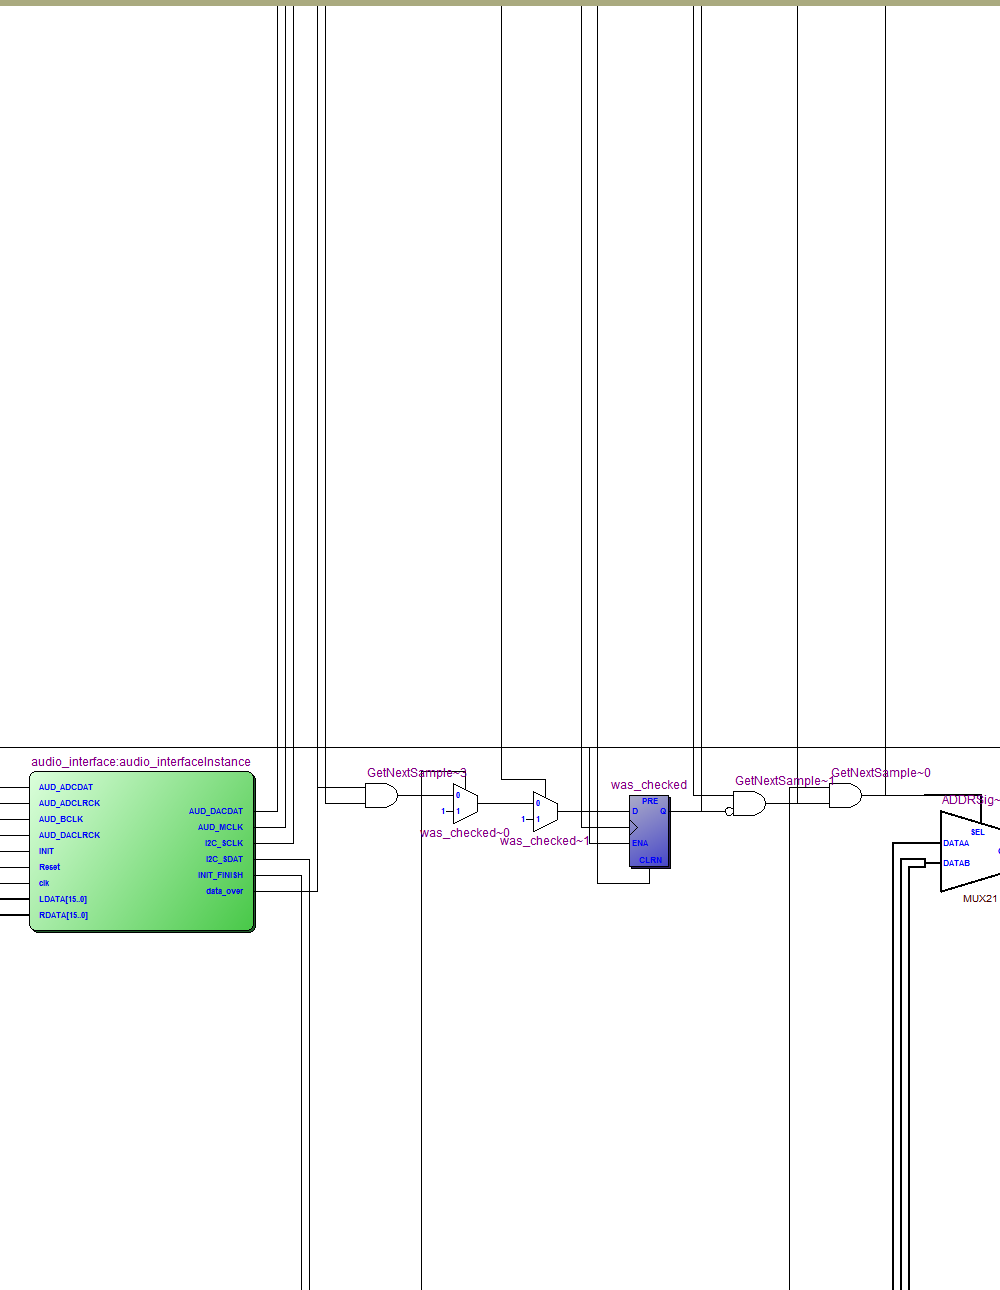 audio_interface:audio_interfaceInstance
AUD_ADCDAT
AUD_ADCLRCK
AUD_BCLK
AUD_DACLRCK
INIT
Reset
clk
LDATA[15..0]
RDATA[15..0]
AUD_DACDAT
AUD_MCLK
I2C_SCLK
I2C_SDAT
INIT_FINISH
data_over
GetNextSample~3
0
1
1
was_checked~0
0
1
1
was_checked~1
was_checked
PRE
D
Q
ENA
CLRN
GetNextSample~1
GetNextSample~0
ADDRSig~
SEL
DATAA
DATAB
MUX21